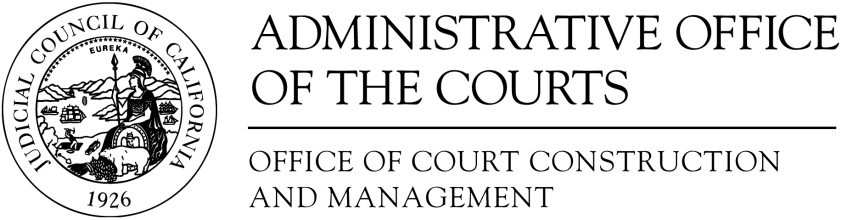 JUDICIAL COUNCIL OF CALIFORNIA
EUREKA
1926
ADMINISTRATIVE OFFICE
OF THE COURTS
OFFICE OF COURT CONSTRUCTION
AND MANAGEMENT